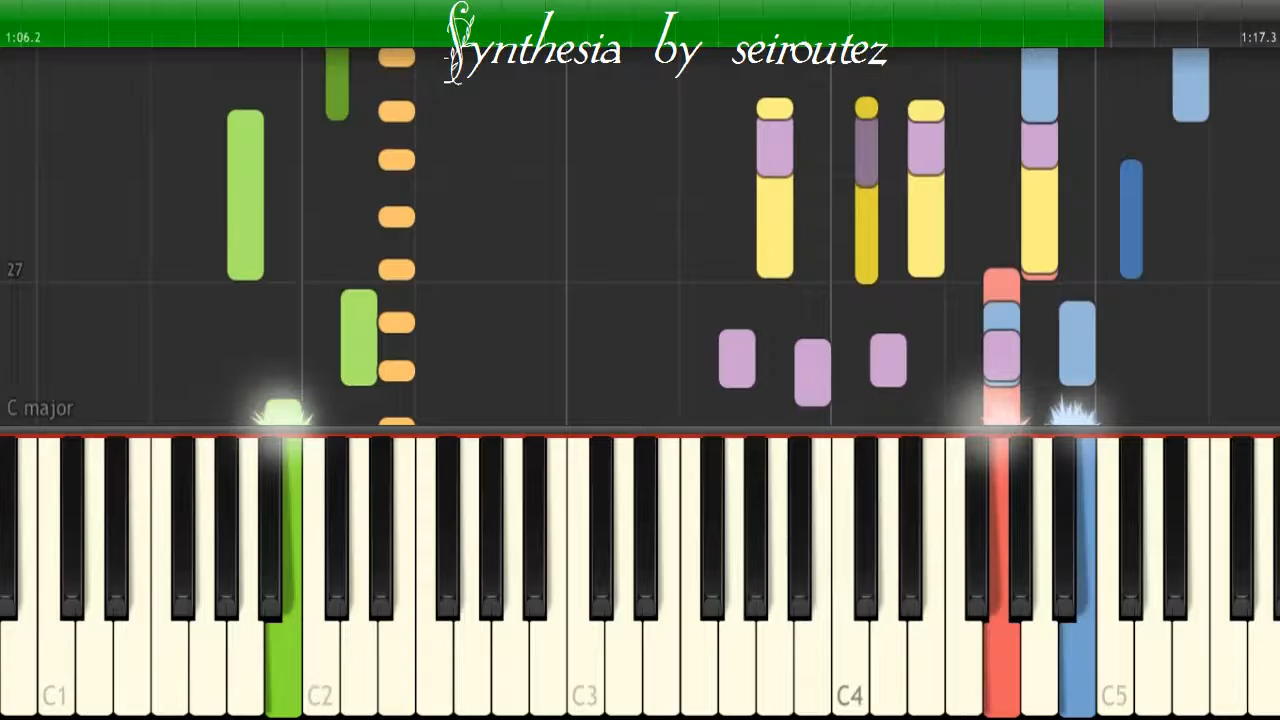 Synthesia by seiroutez
1:06.2
1:17.3
27
C major
C1
C2
C3
C4
C5